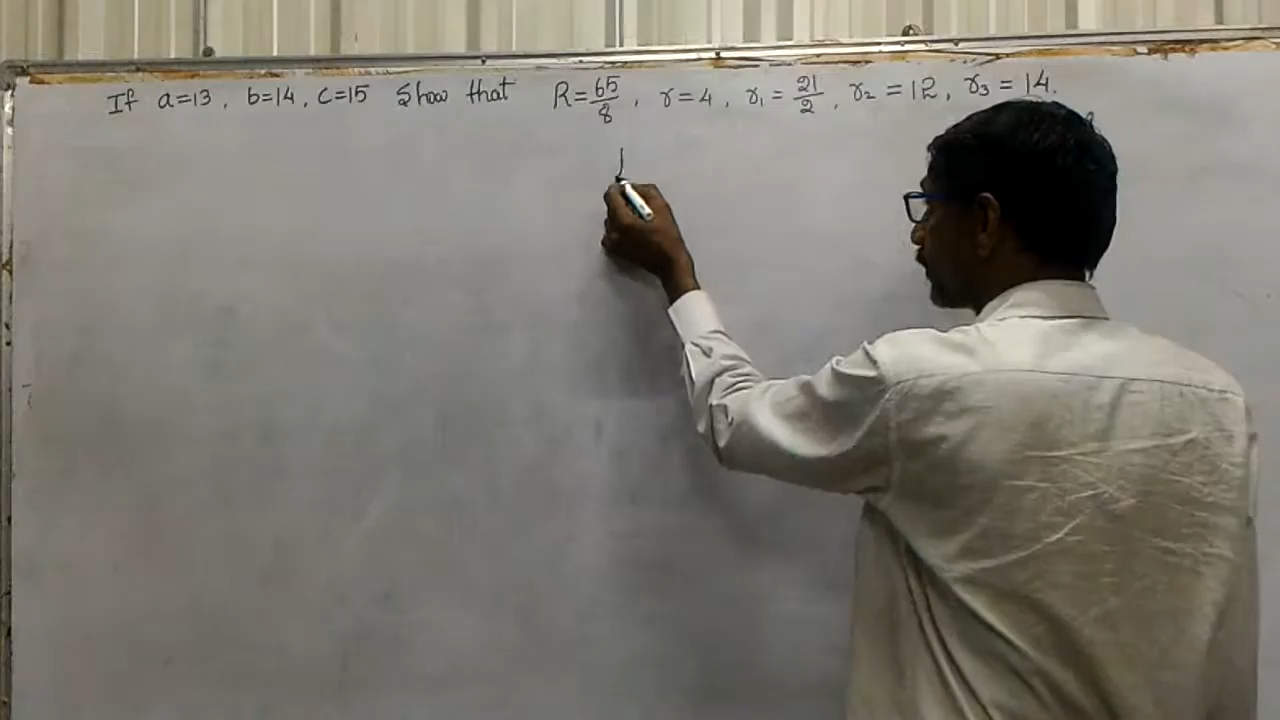 If a=13, b=14, c=15 Show that R=65/8, r=4, r₁=21/2, r₂=12, r₃=14.